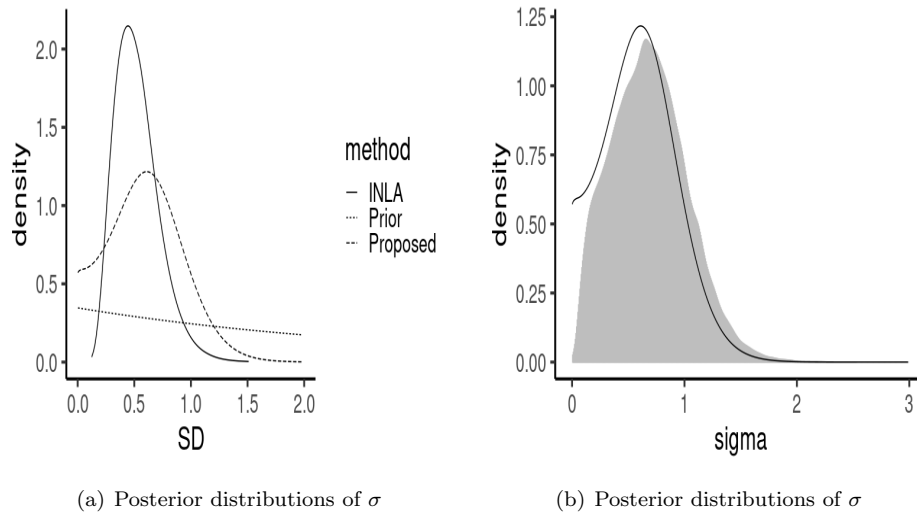 density
2.0
1.5
1.0
0.5
0.0
0.0 0.5 1.0 1.5 2.0
SD
method
INLA
Prior
Proposed
(a) Posterior distributions of σ
density
1.25
1.00
0.75
0.50
0.25
0.00
0 1 2 3
sigma
(b) Posterior distributions of σ